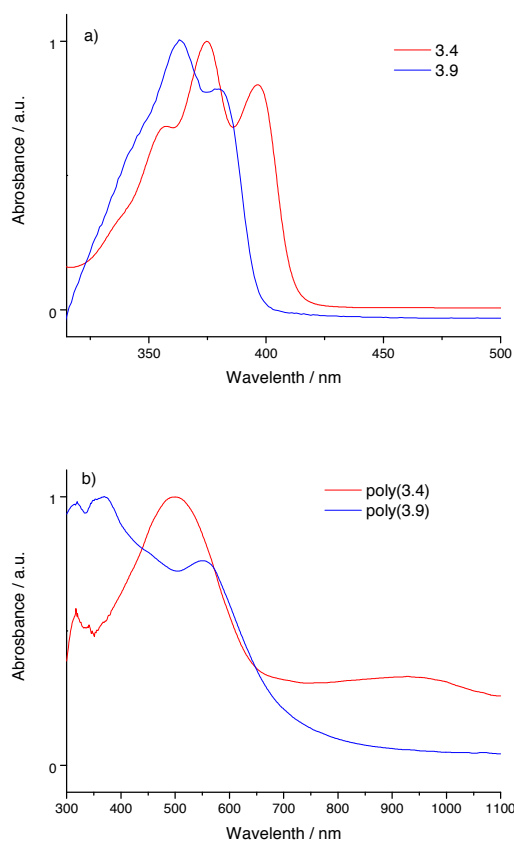 a)
3.4
3.9
1
0
Abrosbance / a.u.
350 400 450 500
Wavelenth / nm
b)
poly(3.4)
poly(3.9)
1
0
Abrosbance / a.u.
300 400 500 600 700 800 900 1000 1100
Wavelenth / nm